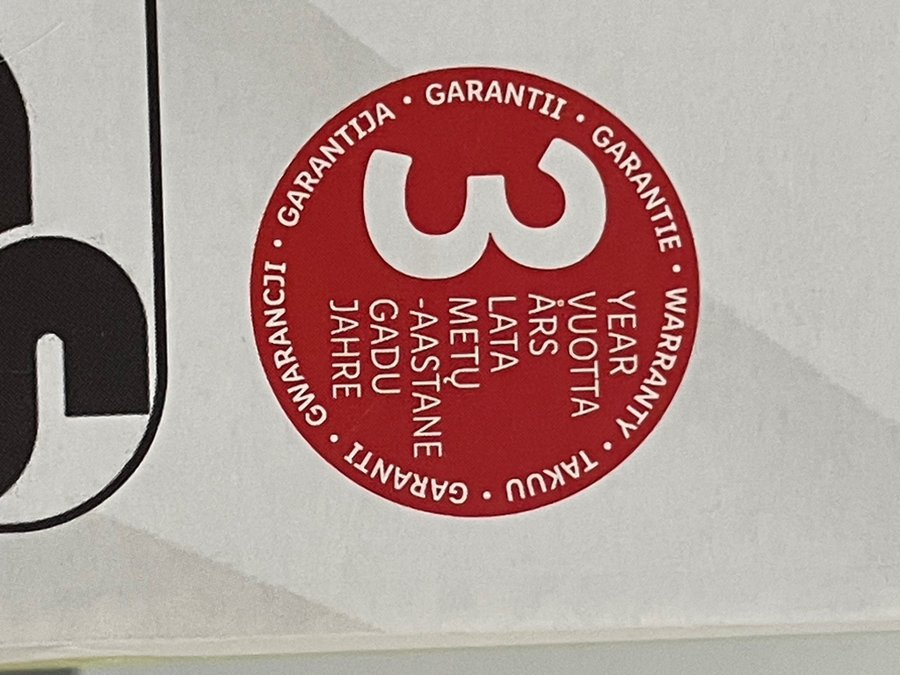 3
YEAR
VUOTTA
ÅRS
LATA
METŲ
-AASTANE
GADU
JAHRE
WARRANTY • TAKUU • GARANTI • GWARANCJI • GARANTIJA • GARANTII • GARANTIE •